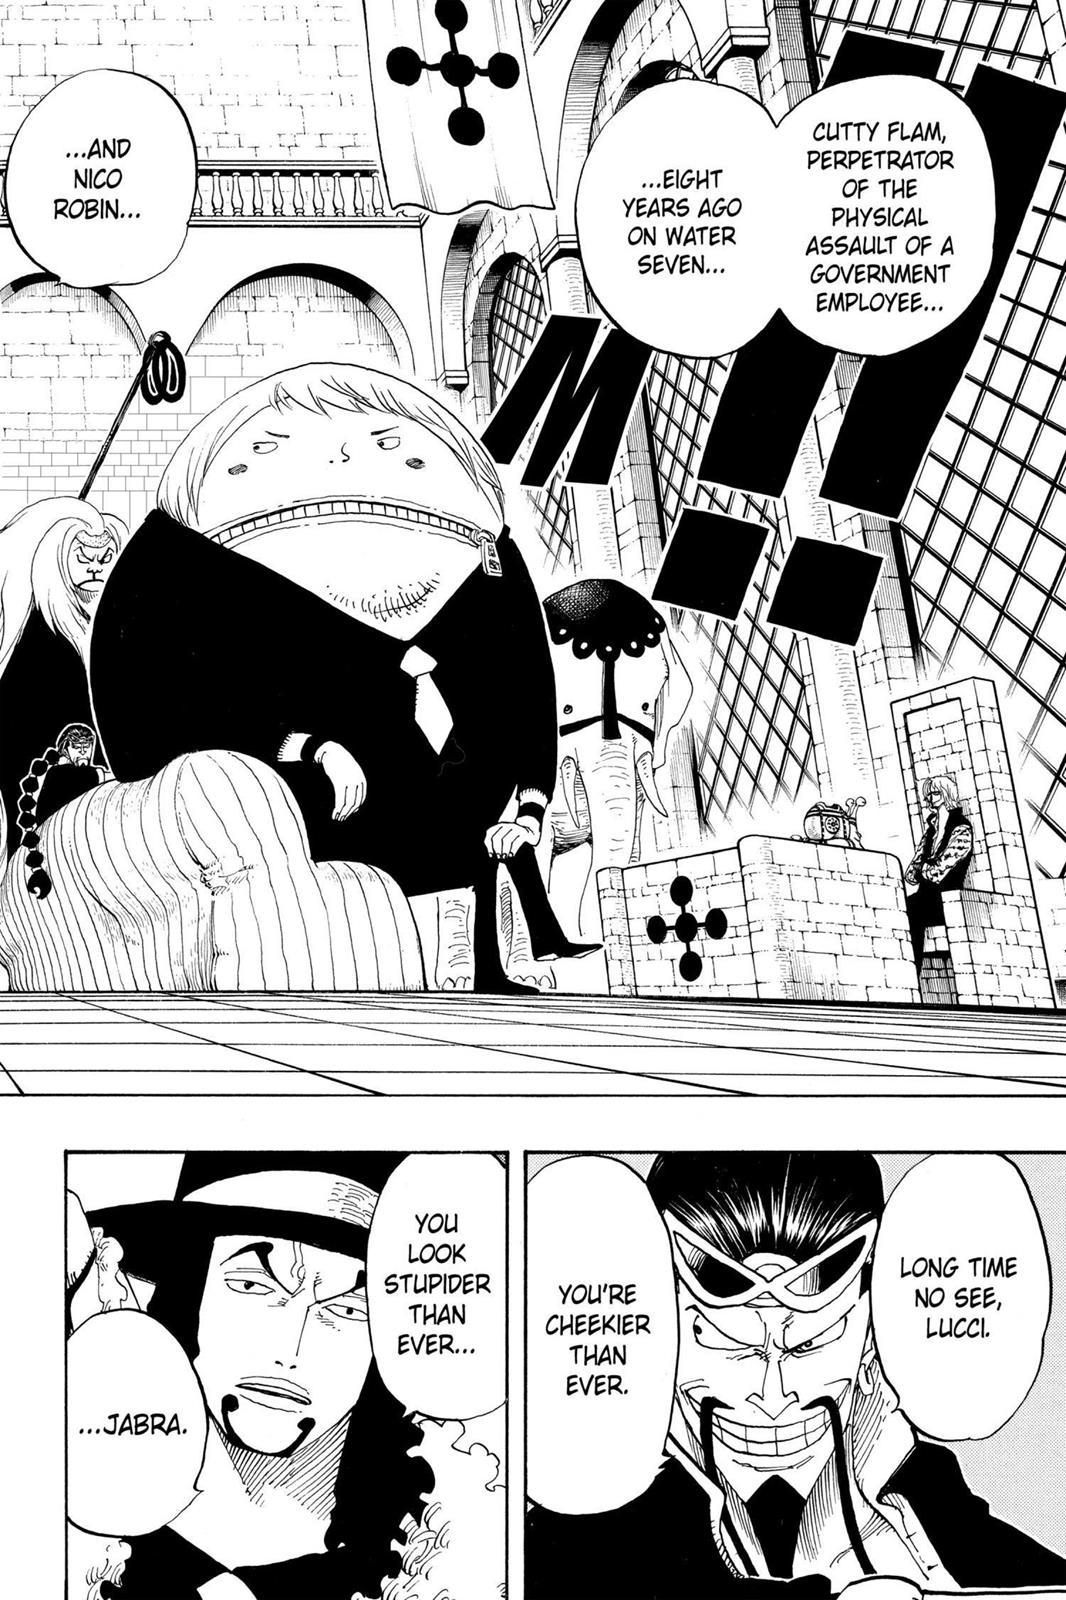 CUTTY FLAM,
PERPETRATOR
OF THE
PHYSICAL
ASSAULT OF A
GOVERNMENT
EMPLOYEE...
...EIGHT
YEARS AGO
ON WATER
SEVEN...
...AND
NICO
ROBIN...
M!!
LONG TIME
NO SEE,
LUCCI.
YOU'RE
CHEEKIER
THAN
EVER.
YOU
LOOK
STUPIDER
THAN
EVER...
...JABRA.